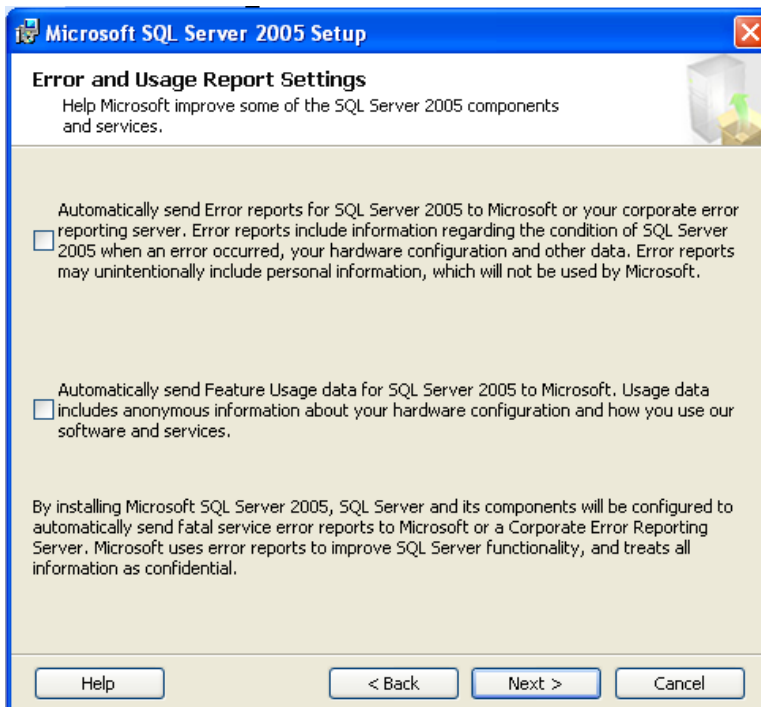 Microsoft SQL Server 2005 Setup
Error and Usage Report Settings
Help Microsoft improve some of the SQL Server 2005 components
and services.
Automatically send Error reports for SQL Server 2005 to Microsoft or your corporate error
reporting server. Error reports include information regarding the condition of SQL Server
2005 when an error occurred, your hardware configuration and other data. Error reports
may unintentionally include personal information, which will not be used by Microsoft.
Automatically send Feature Usage data for SQL Server 2005 to Microsoft. Usage data
includes anonymous information about your hardware configuration and how you use our
software and services.
By installing Microsoft SQL Server 2005, SQL Server and its components will be configured to
automatically send fatal service error reports to Microsoft or a Corporate Error Reporting
Server. Microsoft uses error reports to improve SQL Server functionality, and treats all
information as confidential.
Help < Back Next > Cancel